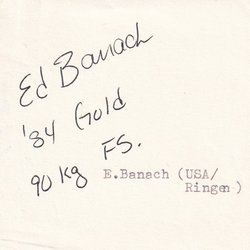 Ed Banach
'84 Gold
90 kg FS.
E.Banach (USA/
Ringen)